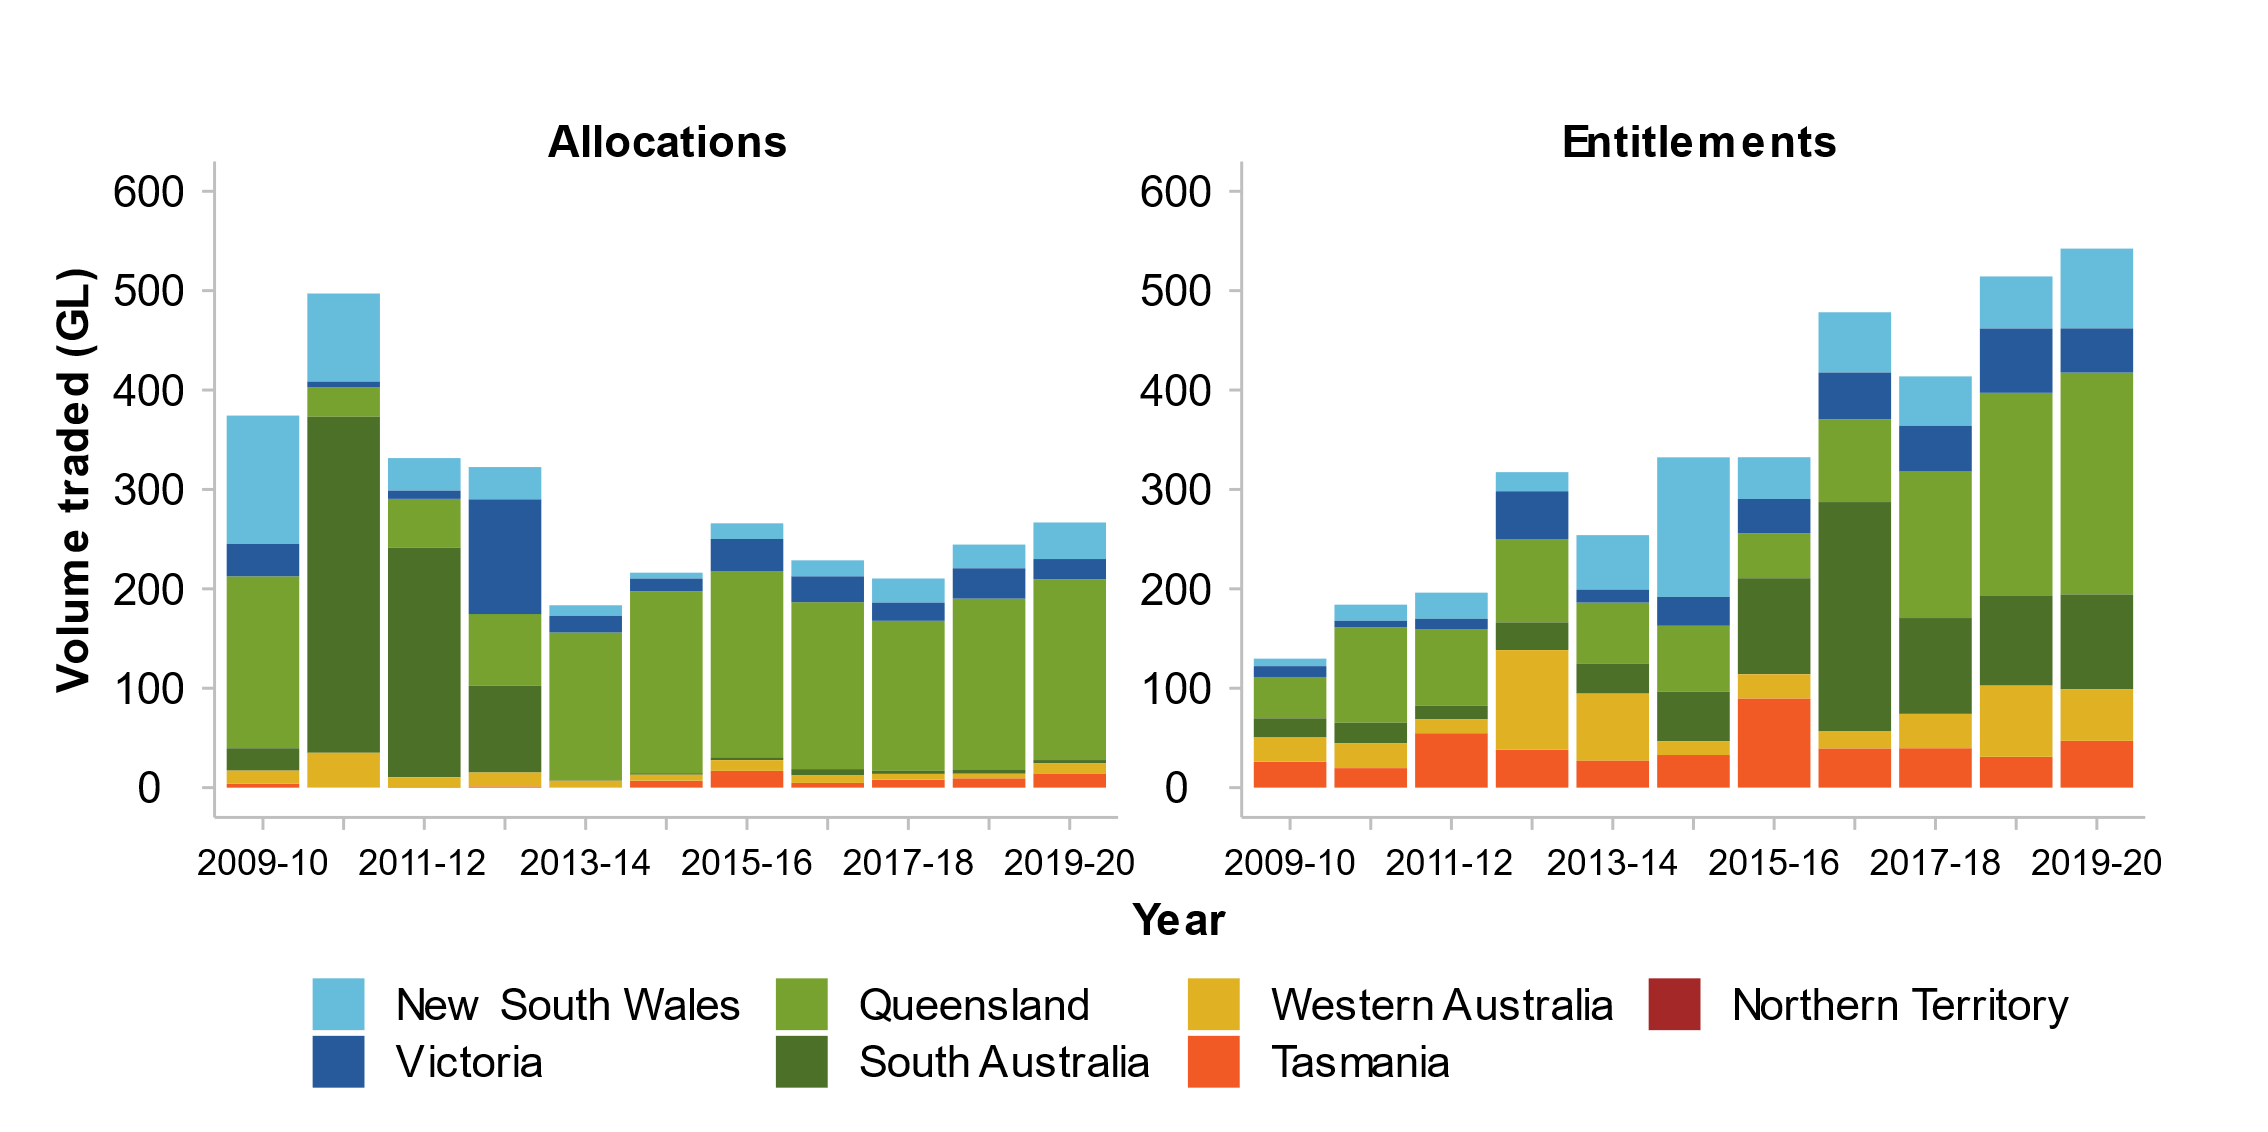 Allocations
Entitlements
Volume traded (GL)
600
500
400
300
200
100
0
600
500
400
300
200
100
0
2009-10 2011-12 2013-14 2015-16 2017-18 2019-20
2009-10 2011-12 2013-14 2015-16 2017-18 2019-20
Year
New South Wales Queensland Western Australia Northern Territory
Victoria South Australia Tasmania